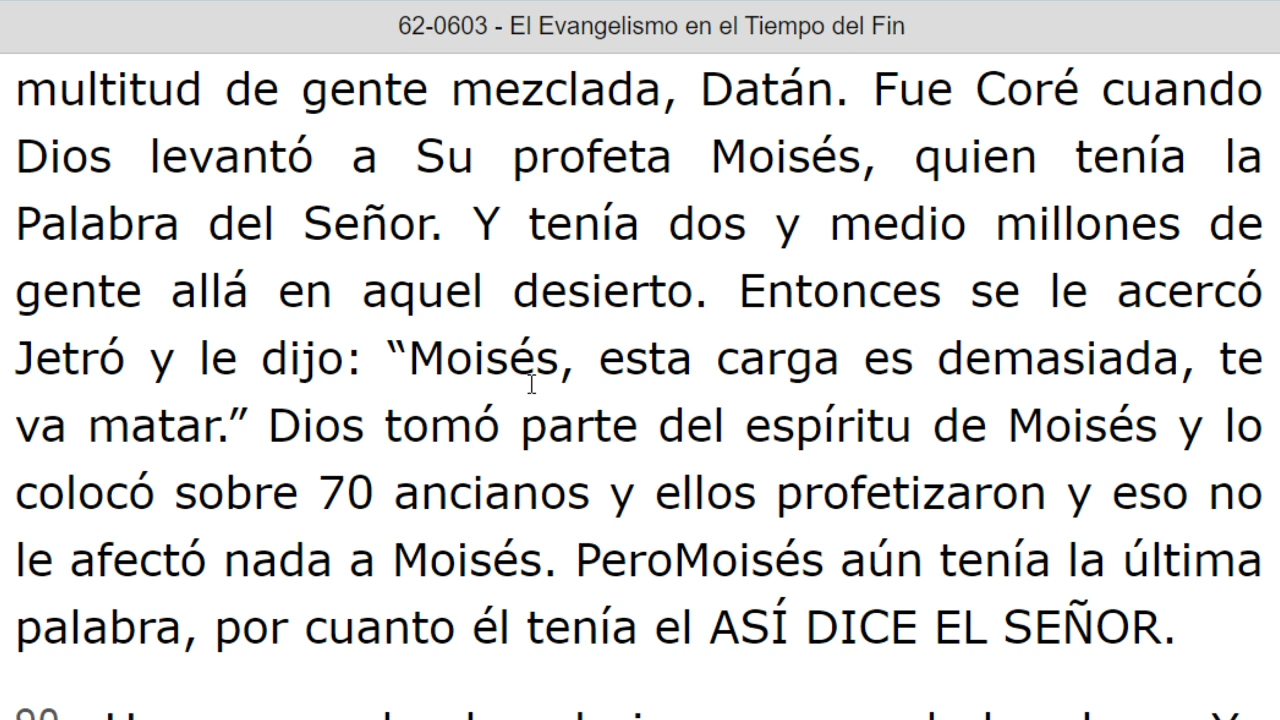 62-0603 - El Evangelismo en el Tiempo del Fin
multitud de gente mezclada, Datán. Fue Coré cuando
Dios levantó a Su profeta Moisés, quien tenía la
Palabra del Señor. Y tenía dos y medio millones de
gente allá en aquel desierto. Entonces se le acercó
Jetró y le dijo: “Moisés, esta carga es demasiada, te
va matar.” Dios tomó parte del espíritu de Moisés y lo
colocó sobre 70 ancianos y ellos profetizaron y eso no
le afectó nada a Moisés. PeroMoisés aún tenía la última
palabra, por cuanto él tenía el ASÍ DICE EL SEÑOR.